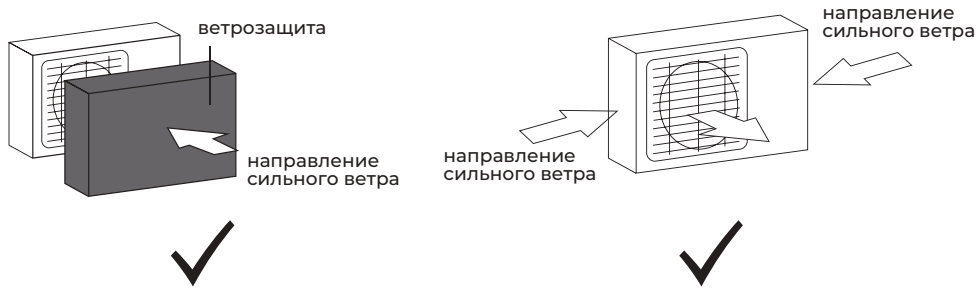 ветрозащита
направление
сильного ветра
направление
сильного ветра
направление
сильного ветра